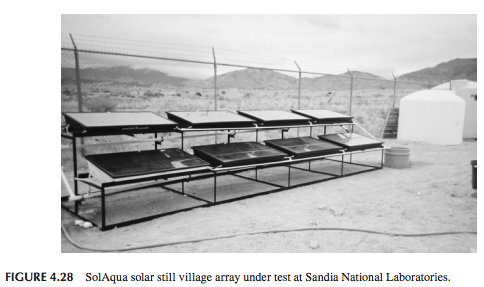 FIGURE 4.28 SolAqua solar still village array under test at Sandia National Laboratories.